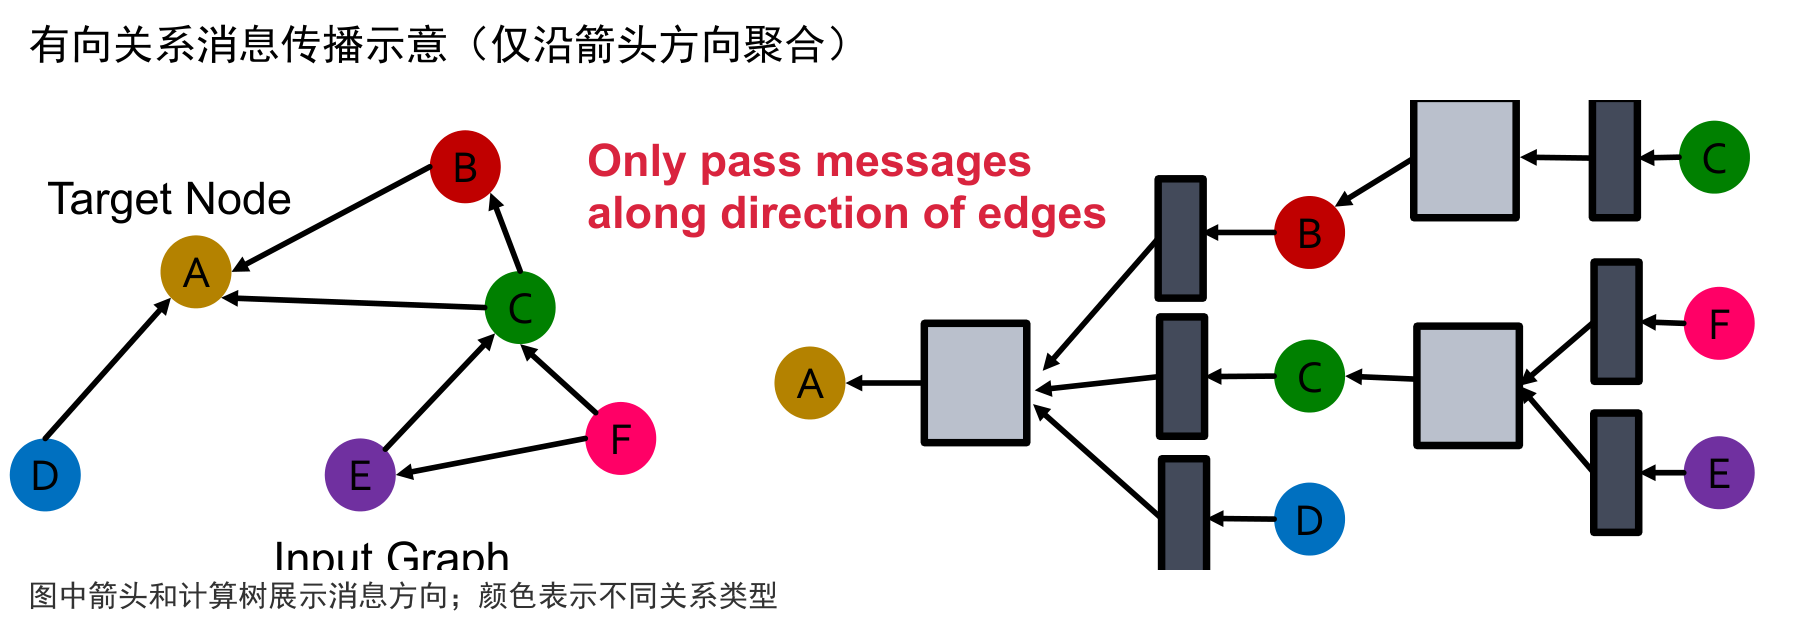 有向关系消息传播示意（仅沿箭头方向聚合）
Target Node
Only pass messages
along direction of edges
A
B
C
D
E
F
Input Graph
A
B
C
D
C
F
E
图中箭头和计算树展示消息方向；颜色表示不同关系类型